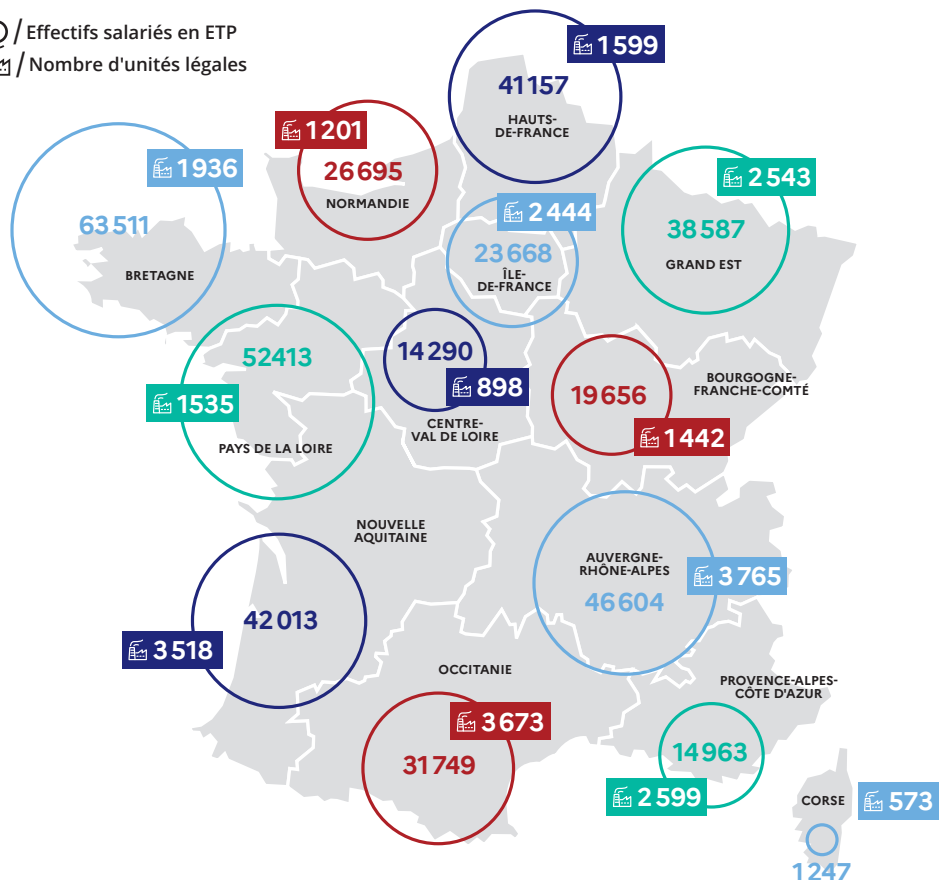 / Effectifs salariés en ETP
/ Nombre d'unités légales
1 599
41 157
HAUTS-
DE-FRANCE
1 201
26 695
NORMANDIE
1 936
63 511
BRETAGNE
2 444
23 668
ÎLE-
DE-FRANCE
2 543
38 587
GRAND EST
52413
1535
PAYS DE LA LOIRE
14 290
898
CENTRE-
VAL DE LOIRE
19 656
1 442
BOURGOGNE-
FRANCHE-COMTÉ
NOUVELLE
AQUITAINE
42 013
3 518
AUVERGNE-
RHÔNE-ALPES
46 604
3 765
OCCITANIE
3 673
31 749
PROVENCE-ALPES-
CÔTE D'AZUR
14 963
2 599
CORSE
573
1 247